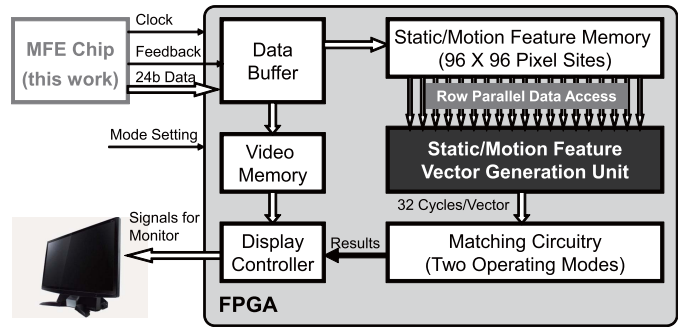 MFE Chip
(this work)
Clock
Feedback
24b Data
Mode Setting
Data
Buffer
Static/Motion Feature Memory
(96 X 96 Pixel Sites)
Row Parallel Data Access
Video
Memory
Static/Motion Feature
Vector Generation Unit
32 Cycles/Vector
Signals for
Monitor
Display
Controller
Results
Matching Circuitry
(Two Operating Modes)
FPGA